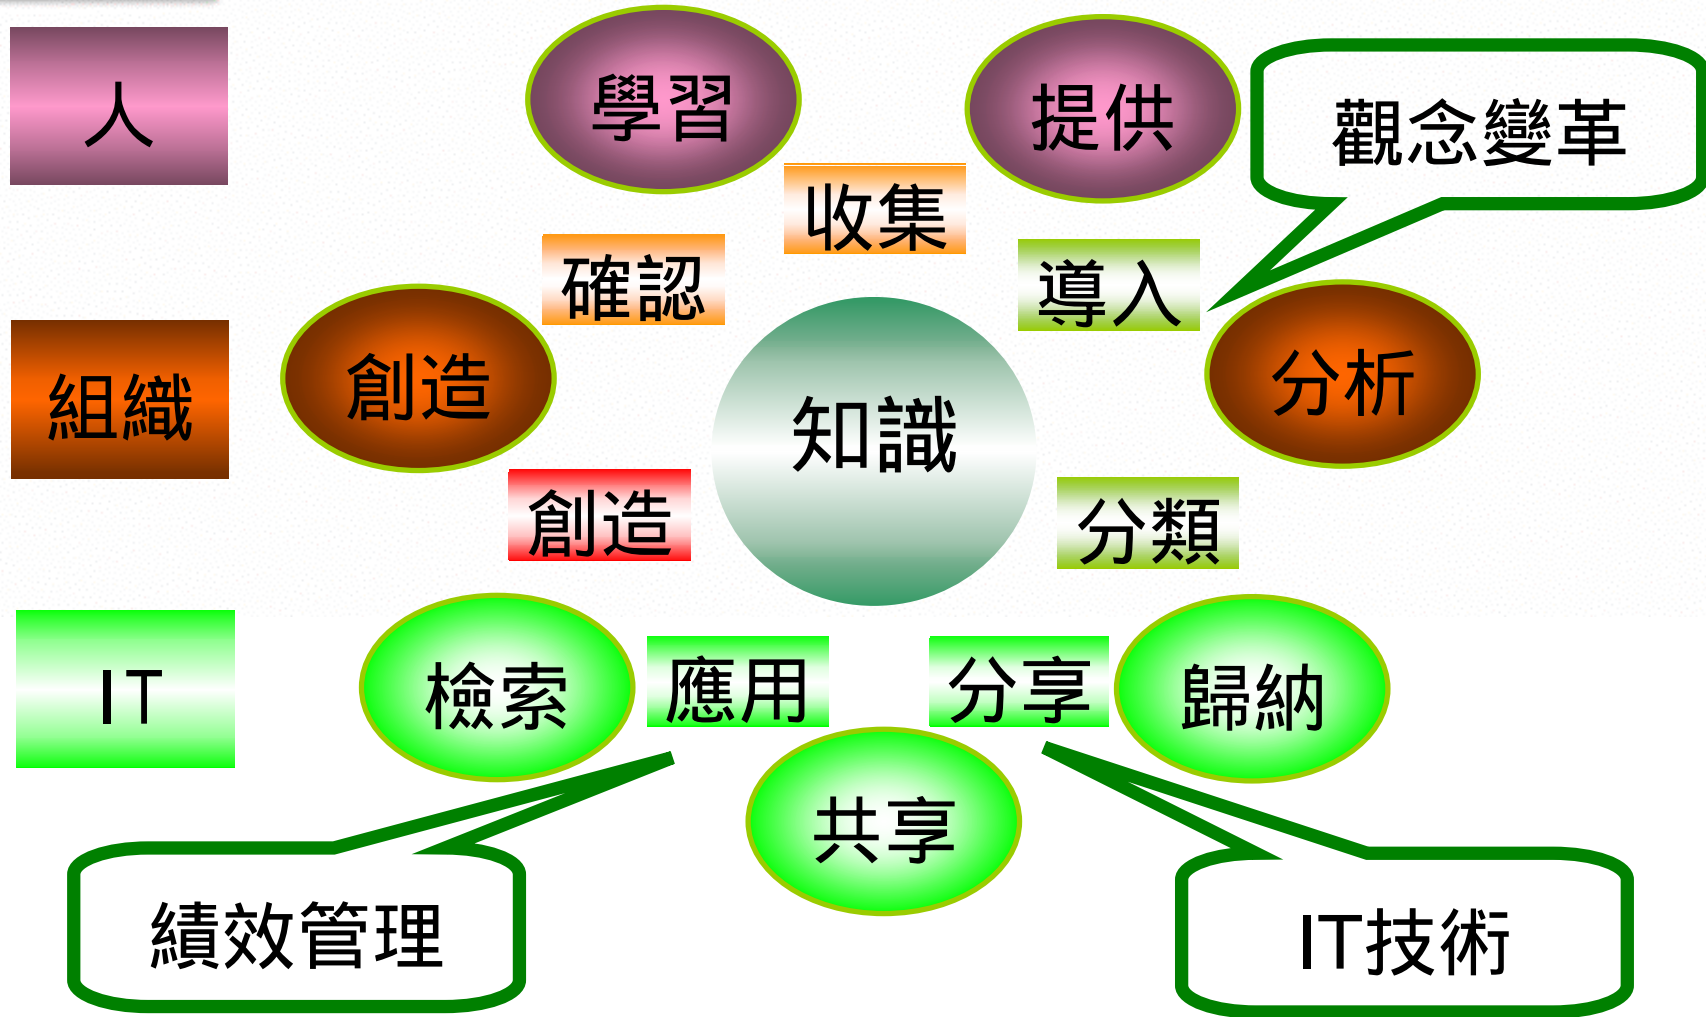 人
學習
提供
觀念變革
收集
確認
導入
組織
創造
知識
分析
創造
分類
IT
檢索
應用
分享
歸納
共享
績效管理
IT技術